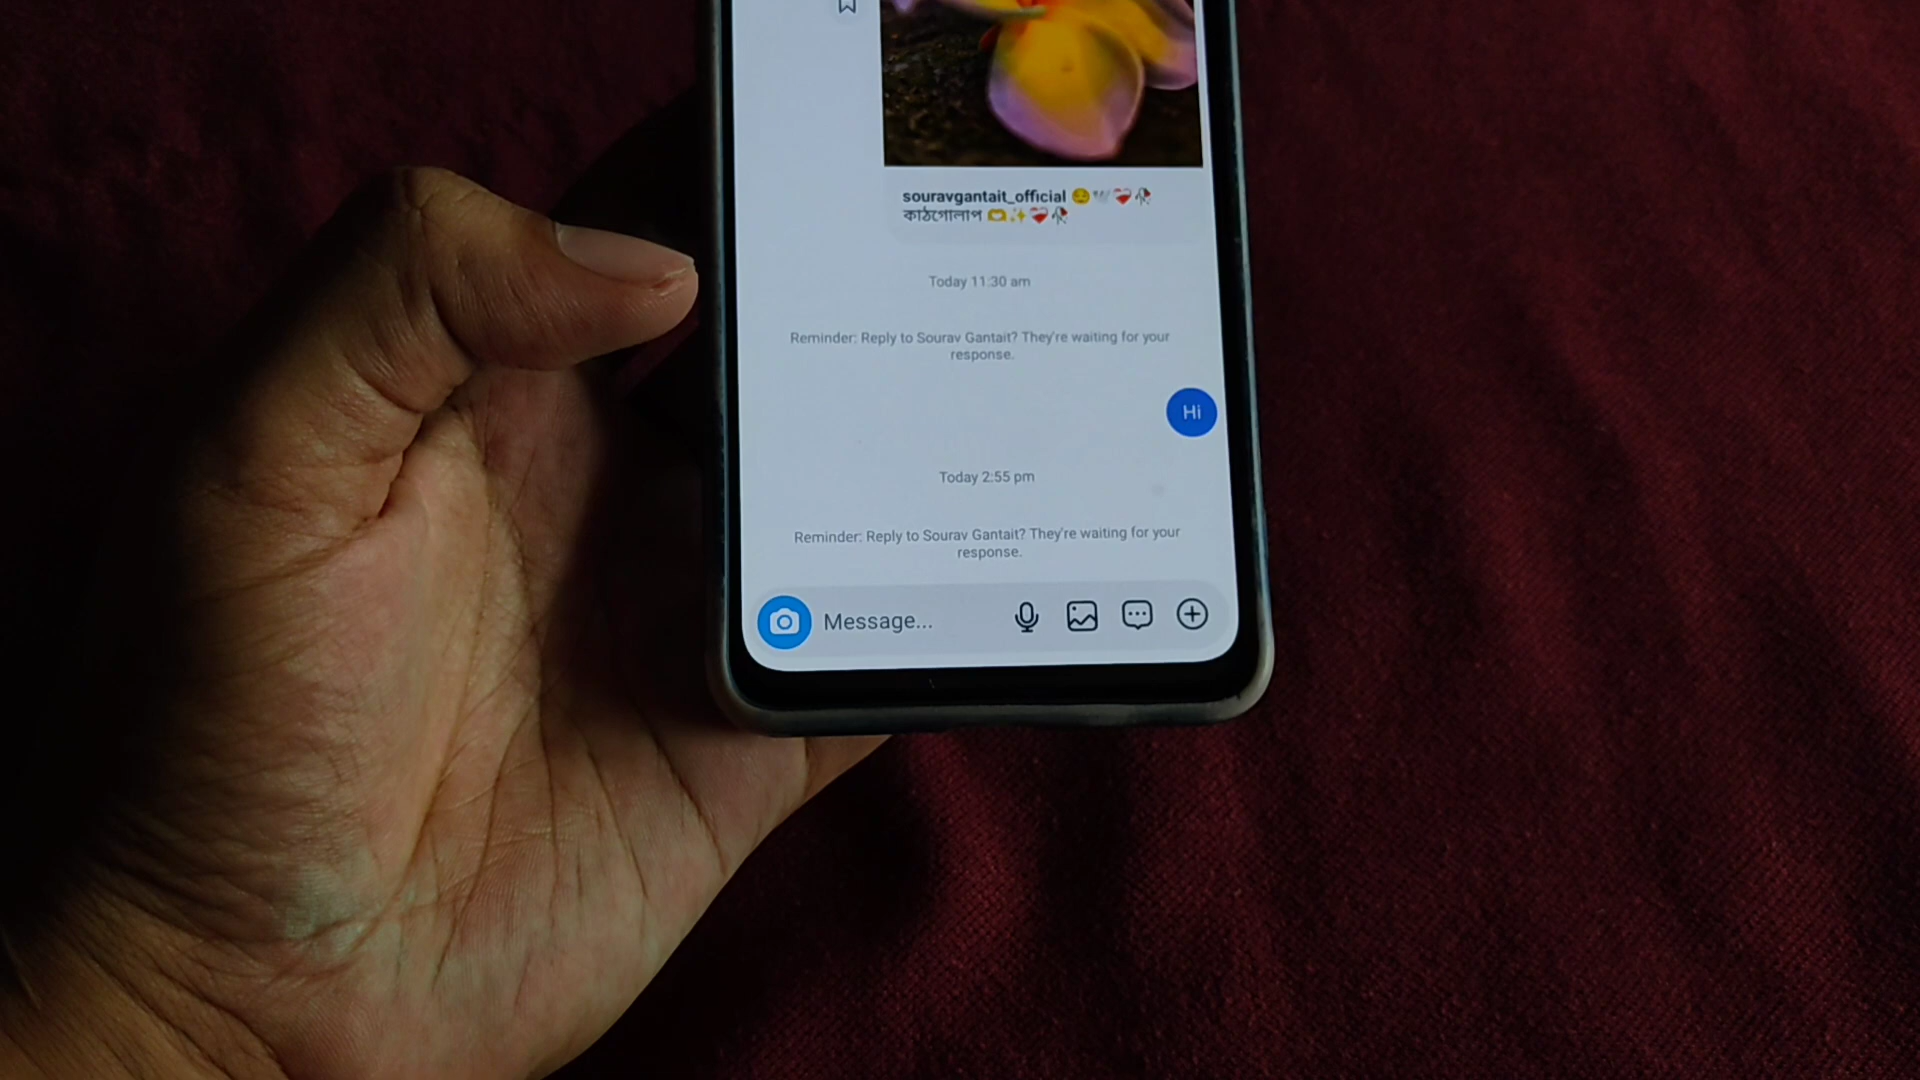 souravgantait_official 😌🕊️❤️‍🩹🥀
কাঠগোলাপ 🫶✨❤️‍🩹🥀
Today 11:30 am
Reminder: Reply to Sourav Gantait? They're waiting for your
response.
Hi
Today 2:55 pm
Reminder: Reply to Sourav Gantait? They're waiting for your
response.
Message...